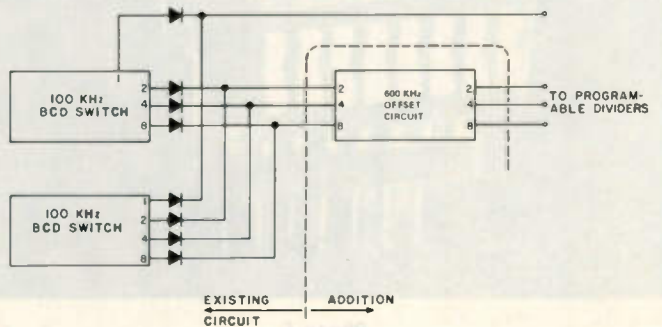 100 KHz
BCD SWITCH
2
4
8
2
4
8
600 KHz
OFFSET
CIRCUIT
2
4
8
TO PROGRAM-
ABLE DIVIDERS
100 KHz
BCD SWITCH
1
2
4
8
EXISTING
CIRCUIT
ADDITION